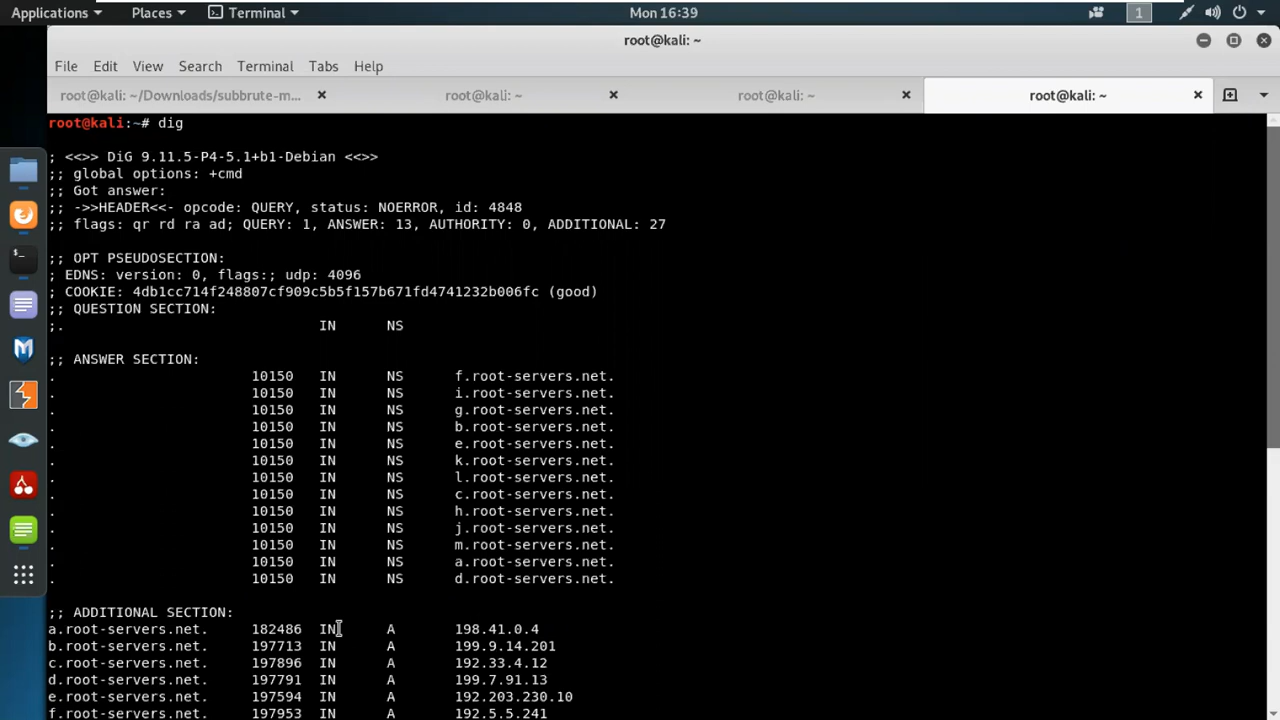 Applications Places Terminal Mon 16:39 1
root@kali: ~
File Edit View Search Terminal Tabs Help
root@kali: ~/Downloads/subbrute-m... root@kali: ~ root@kali: ~ root@kali: ~
root@kali:~# dig
; <<>> DiG 9.11.5-P4-5.1+b1-Debian <<>>
;; global options: +cmd
;; Got answer:
;; ->>HEADER<<- opcode: QUERY, status: NOERROR, id: 4848
;; flags: qr rd ra ad; QUERY: 1, ANSWER: 13, AUTHORITY: 0, ADDITIONAL: 27
;; OPT PSEUDOSECTION:
; EDNS: version: 0, flags:; udp: 4096
; COOKIE: 4db1cc714f248807cf909c5b5f157b671fd4741232b006fc (good)
;; QUESTION SECTION:
;. IN NS
;; ANSWER SECTION:
. 10150 IN NS f.root-servers.net.
. 10150 IN NS i.root-servers.net.
. 10150 IN NS g.root-servers.net.
. 10150 IN NS b.root-servers.net.
. 10150 IN NS e.root-servers.net.
. 10150 IN NS k.root-servers.net.
. 10150 IN NS l.root-servers.net.
. 10150 IN NS c.root-servers.net.
. 10150 IN NS h.root-servers.net.
. 10150 IN NS j.root-servers.net.
. 10150 IN NS m.root-servers.net.
. 10150 IN NS a.root-servers.net.
. 10150 IN NS d.root-servers.net.
;; ADDITIONAL SECTION:
a.root-servers.net. 182486 IN A 198.41.0.4
b.root-servers.net. 197713 IN A 199.9.14.201
c.root-servers.net. 197896 IN A 192.33.4.12
d.root-servers.net. 197791 IN A 199.7.91.13
e.root-servers.net. 197594 IN A 192.203.230.10
f.root-servers.net. 197953 IN A 192.5.5.241